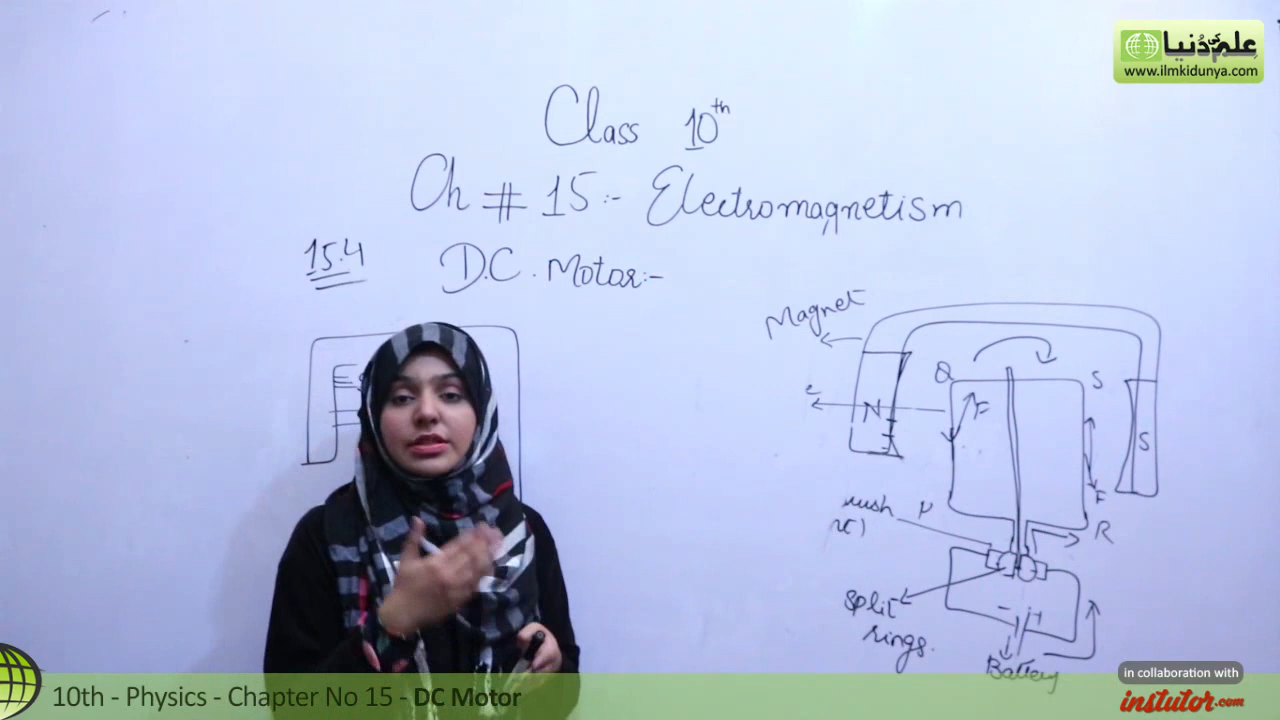 علم کی دُنیا
www.ilmkidunya.com
Class 10th
Ch # 15:- Electromagnetism
15.4 D.C. Motor:-
Magnet
Q
S
N
F
S
P
F
R
split
rings.
- +
Battery
in collaboration with
instutor.com
10th - Physics - Chapter No 15 - DC Motor